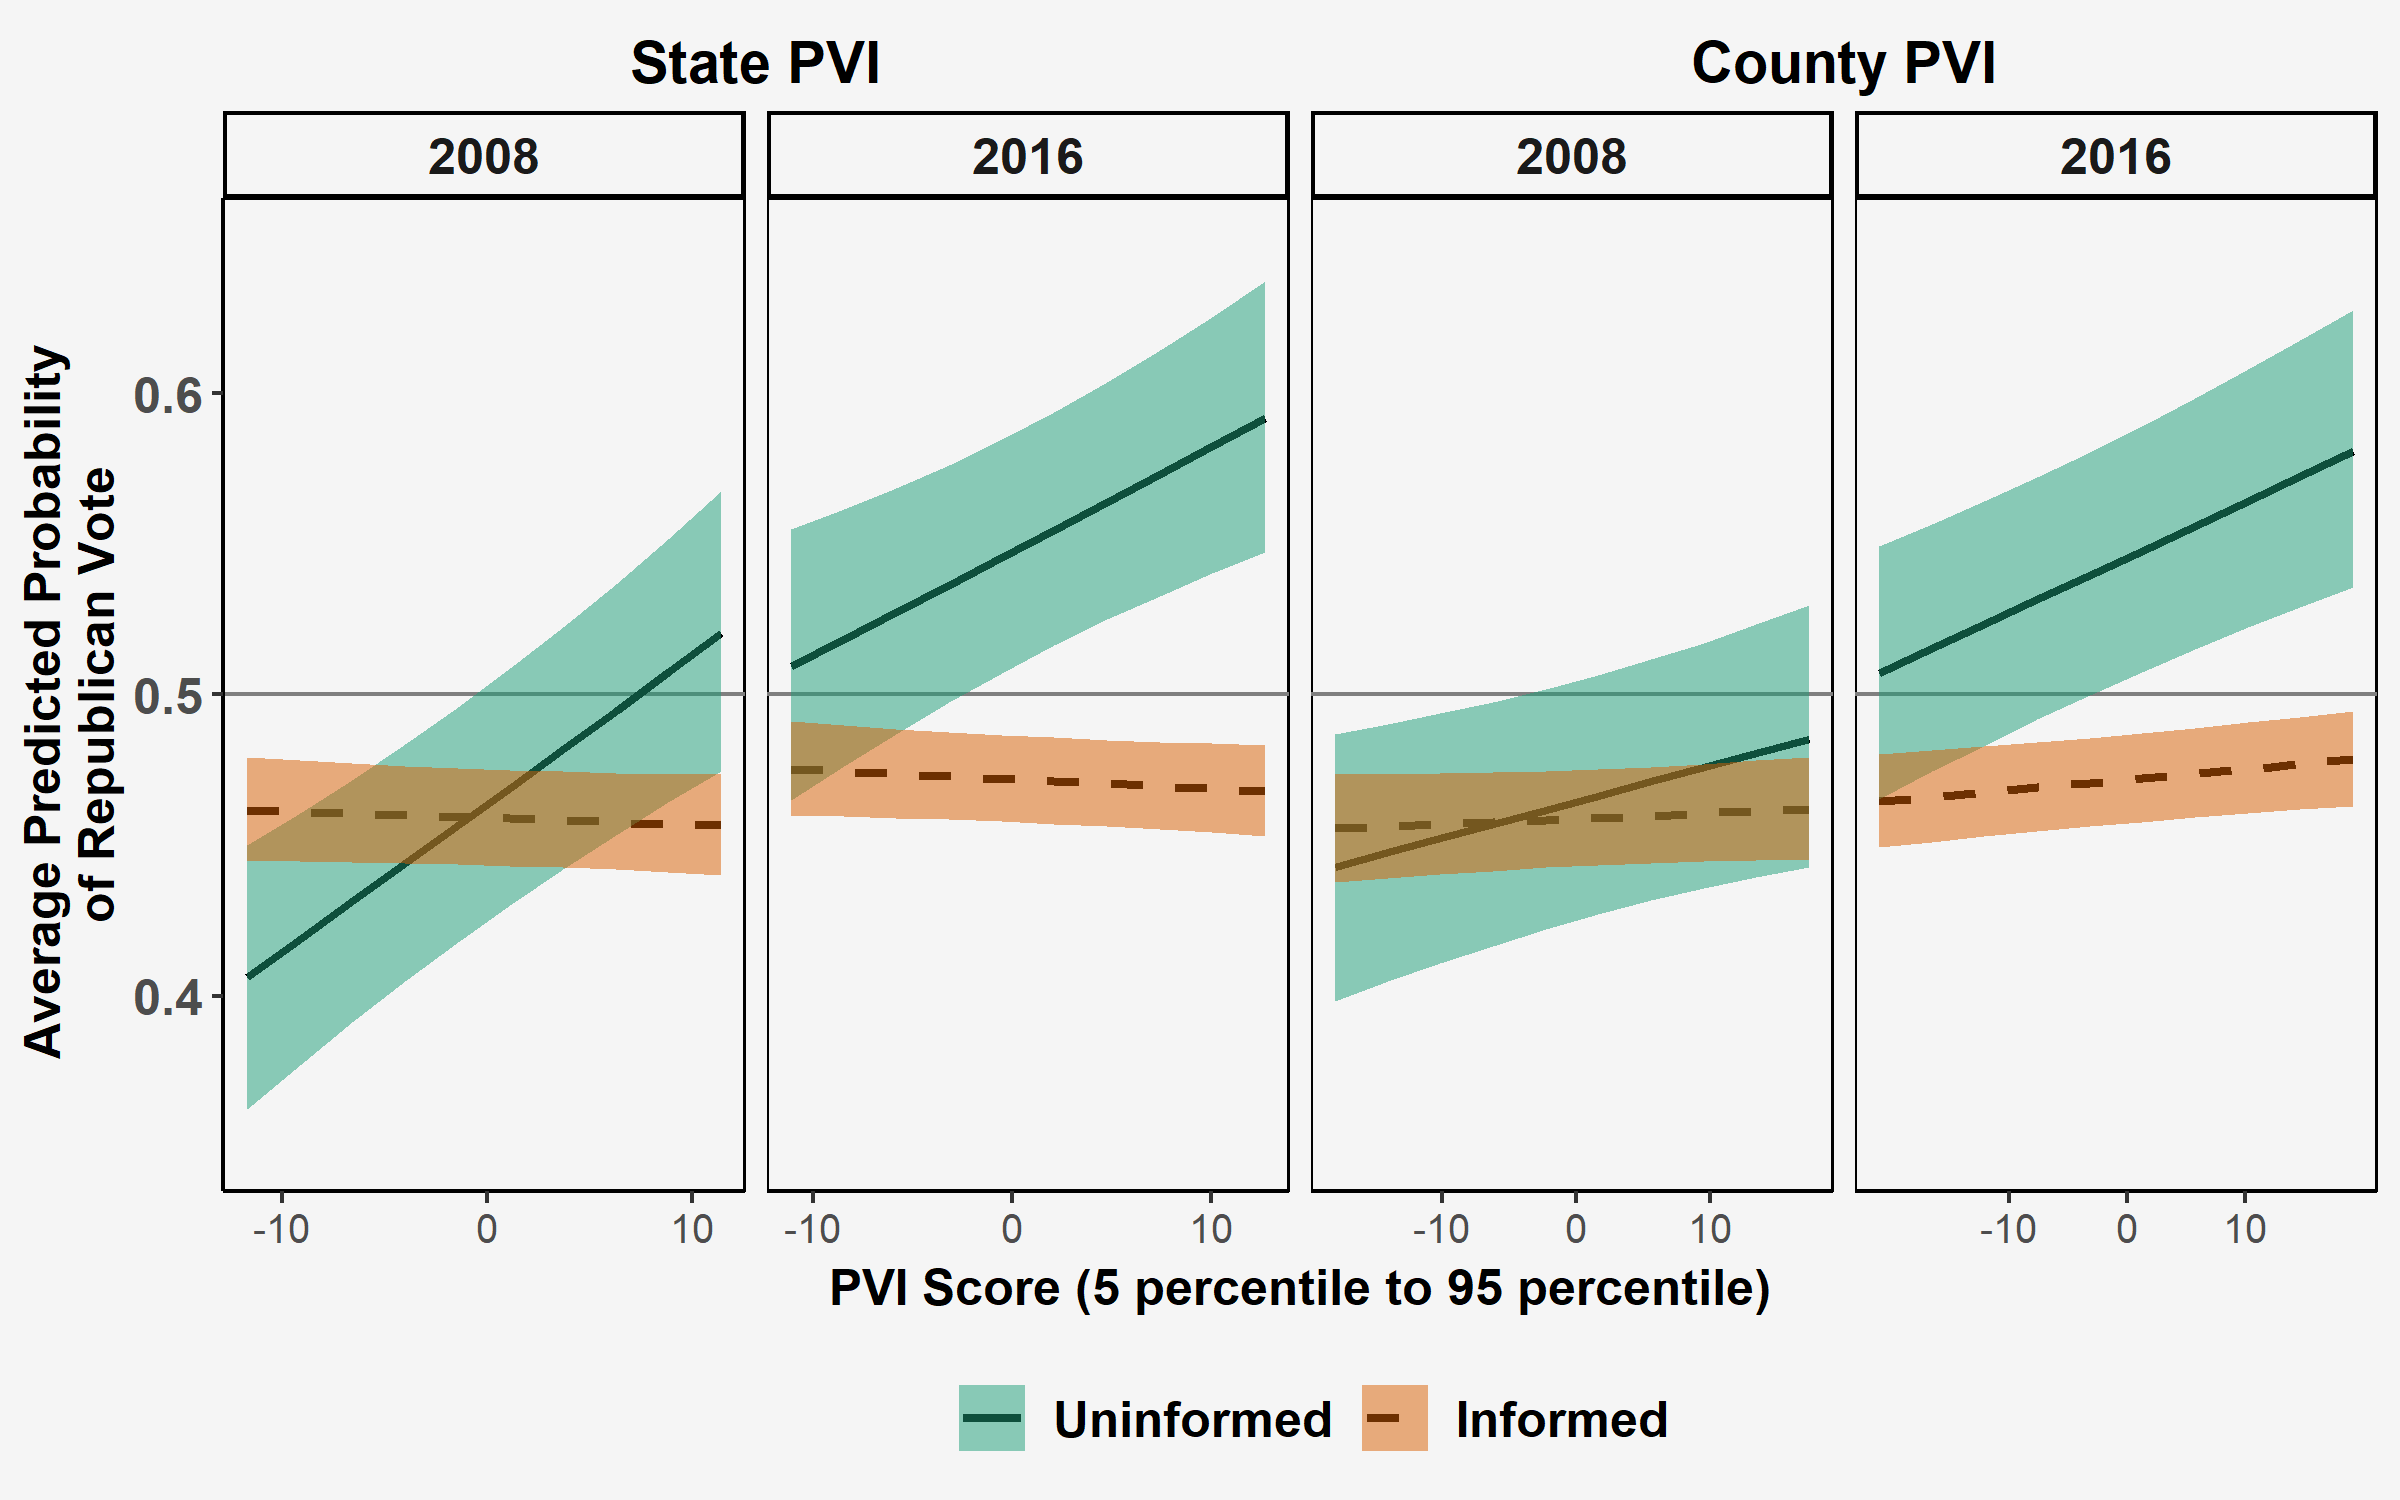 State PVI
County PVI
2008
2016
2008
2016
Average Predicted Probability
of Republican Vote
0.6
0.5
0.4
-10 0 10
-10 0 10
-10 0 10
-10 0 10
PVI Score (5 percentile to 95 percentile)
Uninformed
Informed